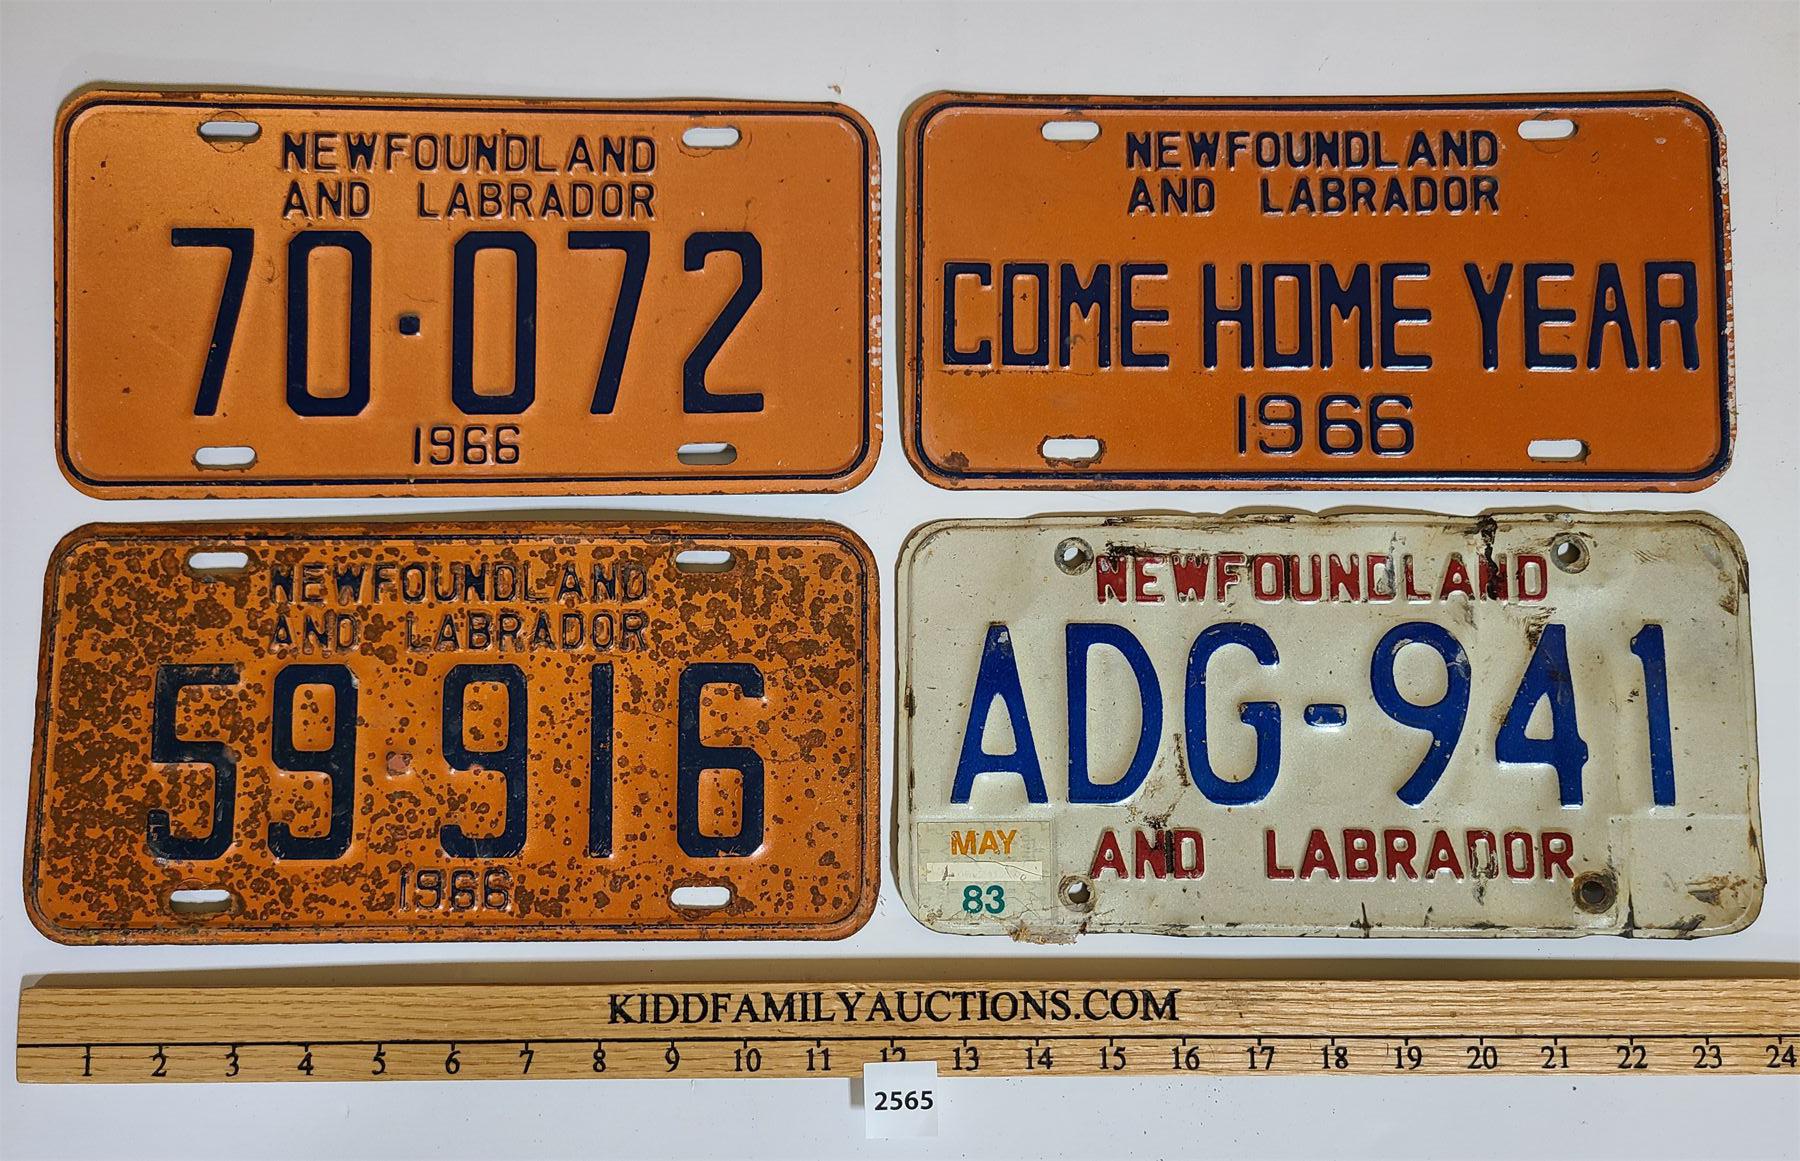 NEWFOUNDLAND
AND LABRADOR
70·072
1966
NEWFOUNDLAND
AND LABRADOR
COME HOME YEAR
1966
NEWFOUNDLAND
AND LABRADOR
59·916
1966
NEWFOUNDLAND
ADG-941
MAY
83
AND LABRADOR
KIDDFAMILYAUCTIONS.COM
1 2 3 4 5 6 7 8 9 10 11 12 13 14 15 16 17 18 19 20 21 22 23 24
2565